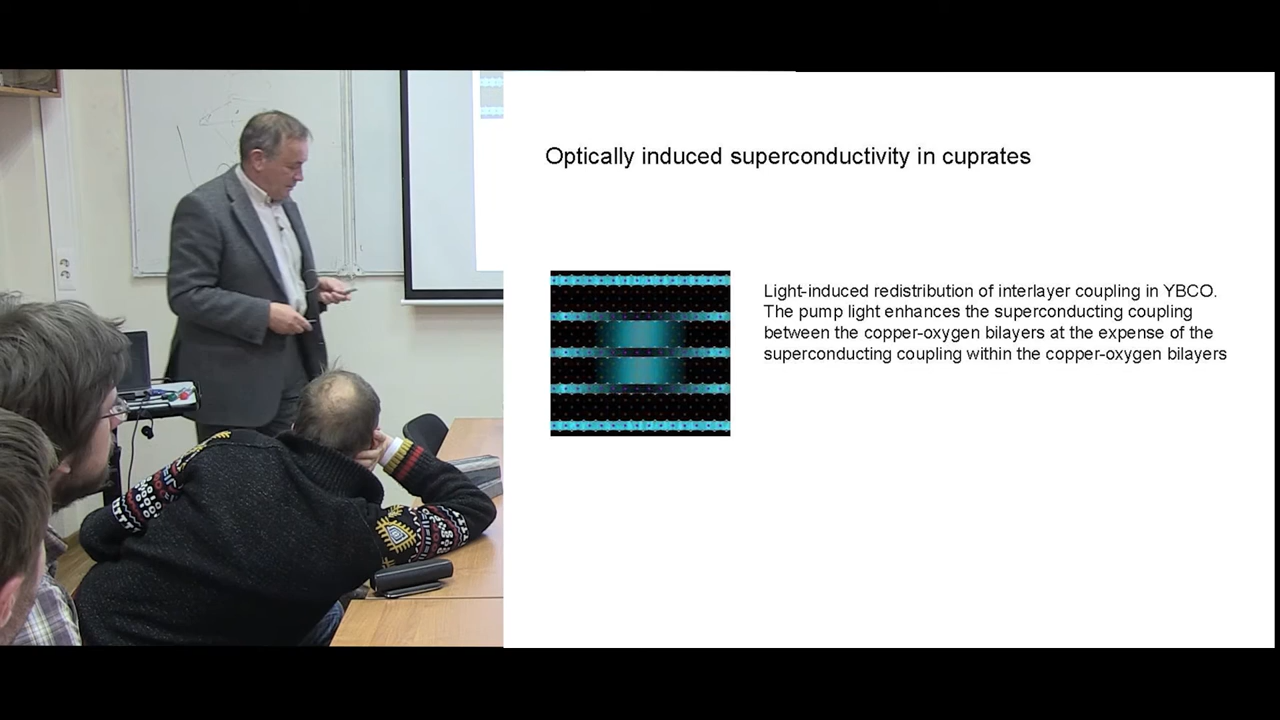 Optically induced superconductivity in cuprates
Light-induced redistribution of interlayer coupling in YBCO.
The pump light enhances the superconducting coupling
between the copper-oxygen bilayers at the expense of the
superconducting coupling within the copper-oxygen bilayers